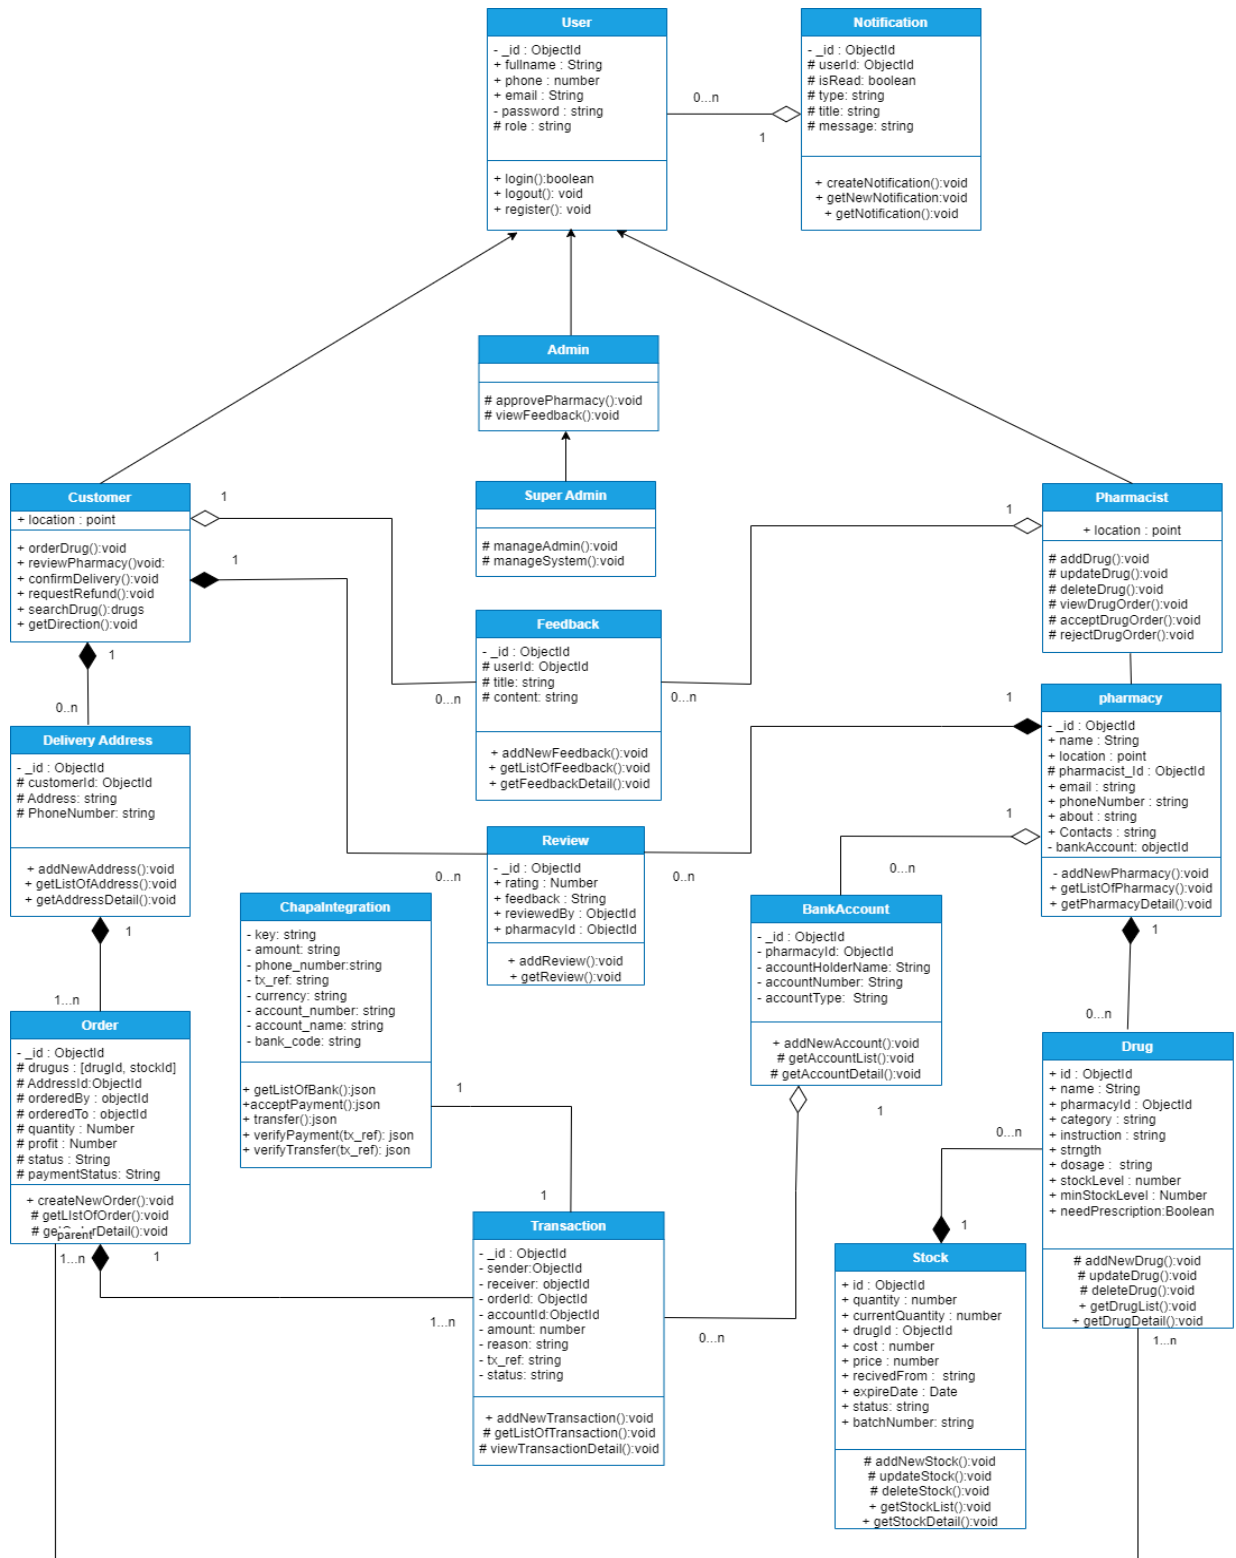 User
- _id : ObjectId
+ fullname : String
+ phone : number
+ email : String
- password : string
# role : string
+ login():boolean
+ logout(): void
+ register(): void
Notification
- _id : ObjectId
# userId: ObjectId
# isRead: boolean
# type: string
# title: string
# message: string
+ createNotification():void
+ getNewNotification:void
+ getNotification():void
0...n
1
Admin
# approvePharmacy():void
# viewFeedback():void
Super Admin
# manageAdmin():void
# manageSystem():void
Customer
+ location : point
+ orderDrug():void
+ reviewPharmacy()void:
+ confirmDelivery():void
+ requestRefund():void
+ searchDrug():drugs
+ getDirection():void
1
1
1
0..n
Pharmacist
+ location : point
# addDrug():void
# updateDrug():void
# deleteDrug():void
# viewDrugOrder():void
# acceptDrugOrder():void
# rejectDrugOrder():void
1
Feedback
- _id : ObjectId
# userId: ObjectId
# title: string
# content: string
+ addNewFeedback():void
+ getListOfFeedback():void
+ getFeedbackDetail():void
0...n
0...n
pharmacy
- _id : ObjectId
+ name : String
+ location : point
# pharmacist_Id : ObjectId
+ email : string
+ phoneNumber : string
+ about : string
+ Contacts : string
- bankAccount: objectId
- addNewPharmacy():void
+ getListOfPharmacy():void
+ getPharmacyDetail():void
1
1
1
0...n
Delivery Address
- _id : ObjectId
# customerId: ObjectId
# Address: string
# PhoneNumber: string
+ addNewAddress():void
+ getListOfAddress():void
+ getAddressDetail():void
1
1...n
Review
- _id : ObjectId
+ rating : Number
+ feedback : String
+ reviewedBy : ObjectId
+ pharmacyId : ObjectId
+ addReview():void
+ getReview():void
0...n
0..n
ChapaIntegration
- key: string
- amount: string
- phone_number:string
- tx_ref: string
- currency: string
- account_number: string
- account_name: string
- bank_code: string
+ getListOfBank():json
+acceptPayment():json
+ transfer():json
+ verifyPayment(tx_ref): json
+ verifyTransfer(tx_ref): json
1
1
BankAccount
- _id : ObjectId
- pharmacyId: ObjectId
- accountHolderName: String
- accountNumber: String
- accountType: String
+ addNewAccount():void
# getAccountList():void
# getAccountDetail():void
0...n
1
Order
- _id : ObjectId
# drugus : [drugId, stockId]
# AddressId:ObjectId
# orderedBy : objectId
# orderedTo : objectId
# quantity : Number
# profit : Number
# status : String
# paymentStatus: String
+ createNewOrder():void
# getLIstOfOrder():void
# getOrderDetail():void
parent
1...n
1
1...n
Drug
+ id : ObjectId
+ name : String
+ pharmacyId : ObjectId
+ category : string
+ instruction : string
+ strngth
+ dosage : string
+ stockLevel : number
+ minStockLevel : Number
+ needPrescription:Boolean
# addNewDrug():void
# updateDrug():void
# deleteDrug():void
+ getDrugList():void
+ getDrugDetail():void
0...n
1...n
Transaction
- _id : ObjectId
- sender:ObjectId
- receiver: objectId
- orderId: ObjectId
- accountId:ObjectId
- amount: number
- reason: string
- tx_ref: string
- status: string
+ addNewTransaction():void
# getListOfTransaction():void
# viewTransactionDetail():void
0...n
Stock
+ id : ObjectId
+ quantity : number
+ currentQuantity : number
+ drugId : ObjectId
+ cost : number
+ price : number
+ recivedFrom : string
+ expireDate : Date
+ status: string
+ batchNumber: string
# addNewStock():void
# updateStock():void
# deleteStock():void
+ getStockList():void
+ getStockDetail():void
1